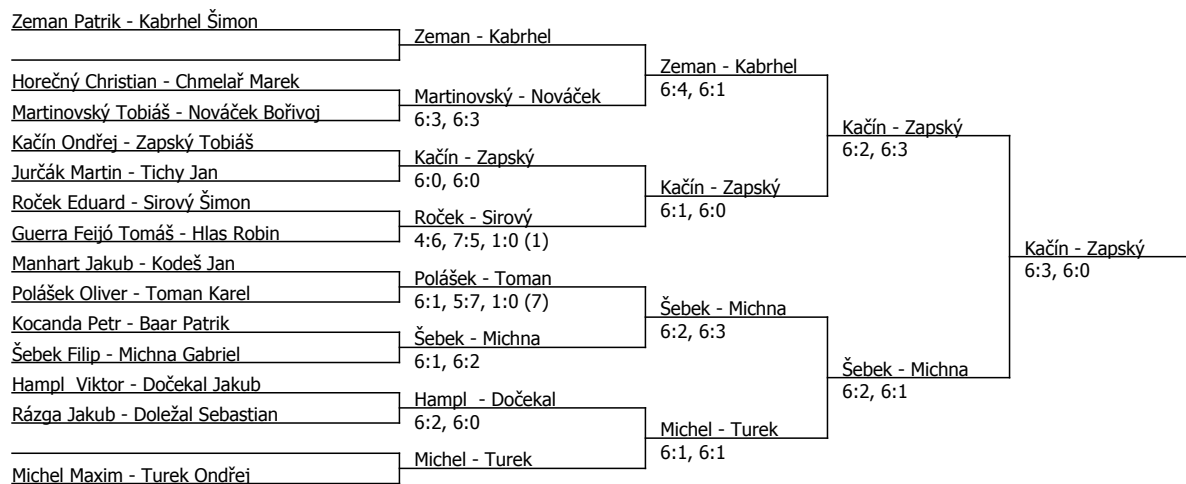 Zeman Patrik - Kabrhel Šimon
Horečný Christian - Chmelař Marek
Martinovský Tobiáš - Nováček Bořivoj
Kačín Ondřej - Zapský Tobiáš
Jurčák Martin - Tichy Jan
Roček Eduard - Sirový Šimon
Guerra Feijó Tomáš - Hlas Robin
Manhart Jakub - Kodeš Jan
Polášek Oliver - Toman Karel
Kocanda Petr - Baar Patrik
Šebek Filip - Michna Gabriel
Hampl  Viktor - Dočekal Jakub
Rázga Jakub - Doležal Sebastian
Michel Maxim - Turek Ondřej
Zeman - Kabrhel
Martinovský - Nováček
6:3, 6:3
Kačín - Zapský
6:0, 6:0
Roček - Sirový
4:6, 7:5, 1:0 (1)
Polášek - Toman
6:1, 5:7, 1:0 (7)
Šebek - Michna
6:1, 6:2
Hampl  - Dočekal
6:2, 6:0
Michel - Turek
Zeman - Kabrhel
6:4, 6:1
Kačín - Zapský
6:1, 6:0
Šebek - Michna
6:2, 6:3
Michel - Turek
6:1, 6:1
Kačín - Zapský
6:2, 6:3
Šebek - Michna
6:2, 6:1
Kačín - Zapský
6:3, 6:0